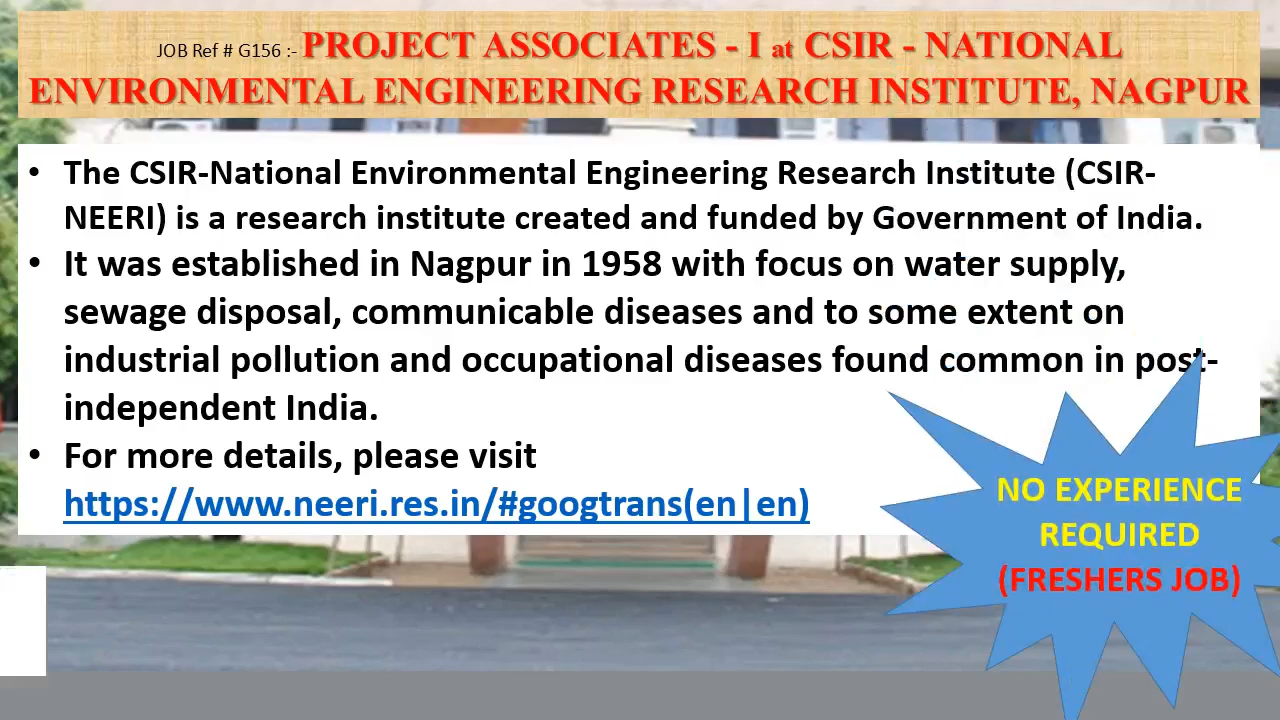 JOB Ref # G156 :- PROJECT ASSOCIATES - I at CSIR - NATIONAL
ENVIRONMENTAL ENGINEERING RESEARCH INSTITUTE, NAGPUR
• The CSIR-National Environmental Engineering Research Institute (CSIR-
NEERI) is a research institute created and funded by Government of India.
• It was established in Nagpur in 1958 with focus on water supply,
sewage disposal, communicable diseases and to some extent on
industrial pollution and occupational diseases found common in post-
independent India.
• For more details, please visit
https://www.neeri.res.in/#googtrans(en|en)
NO EXPERIENCE
REQUIRED
(FRESHERS JOB)